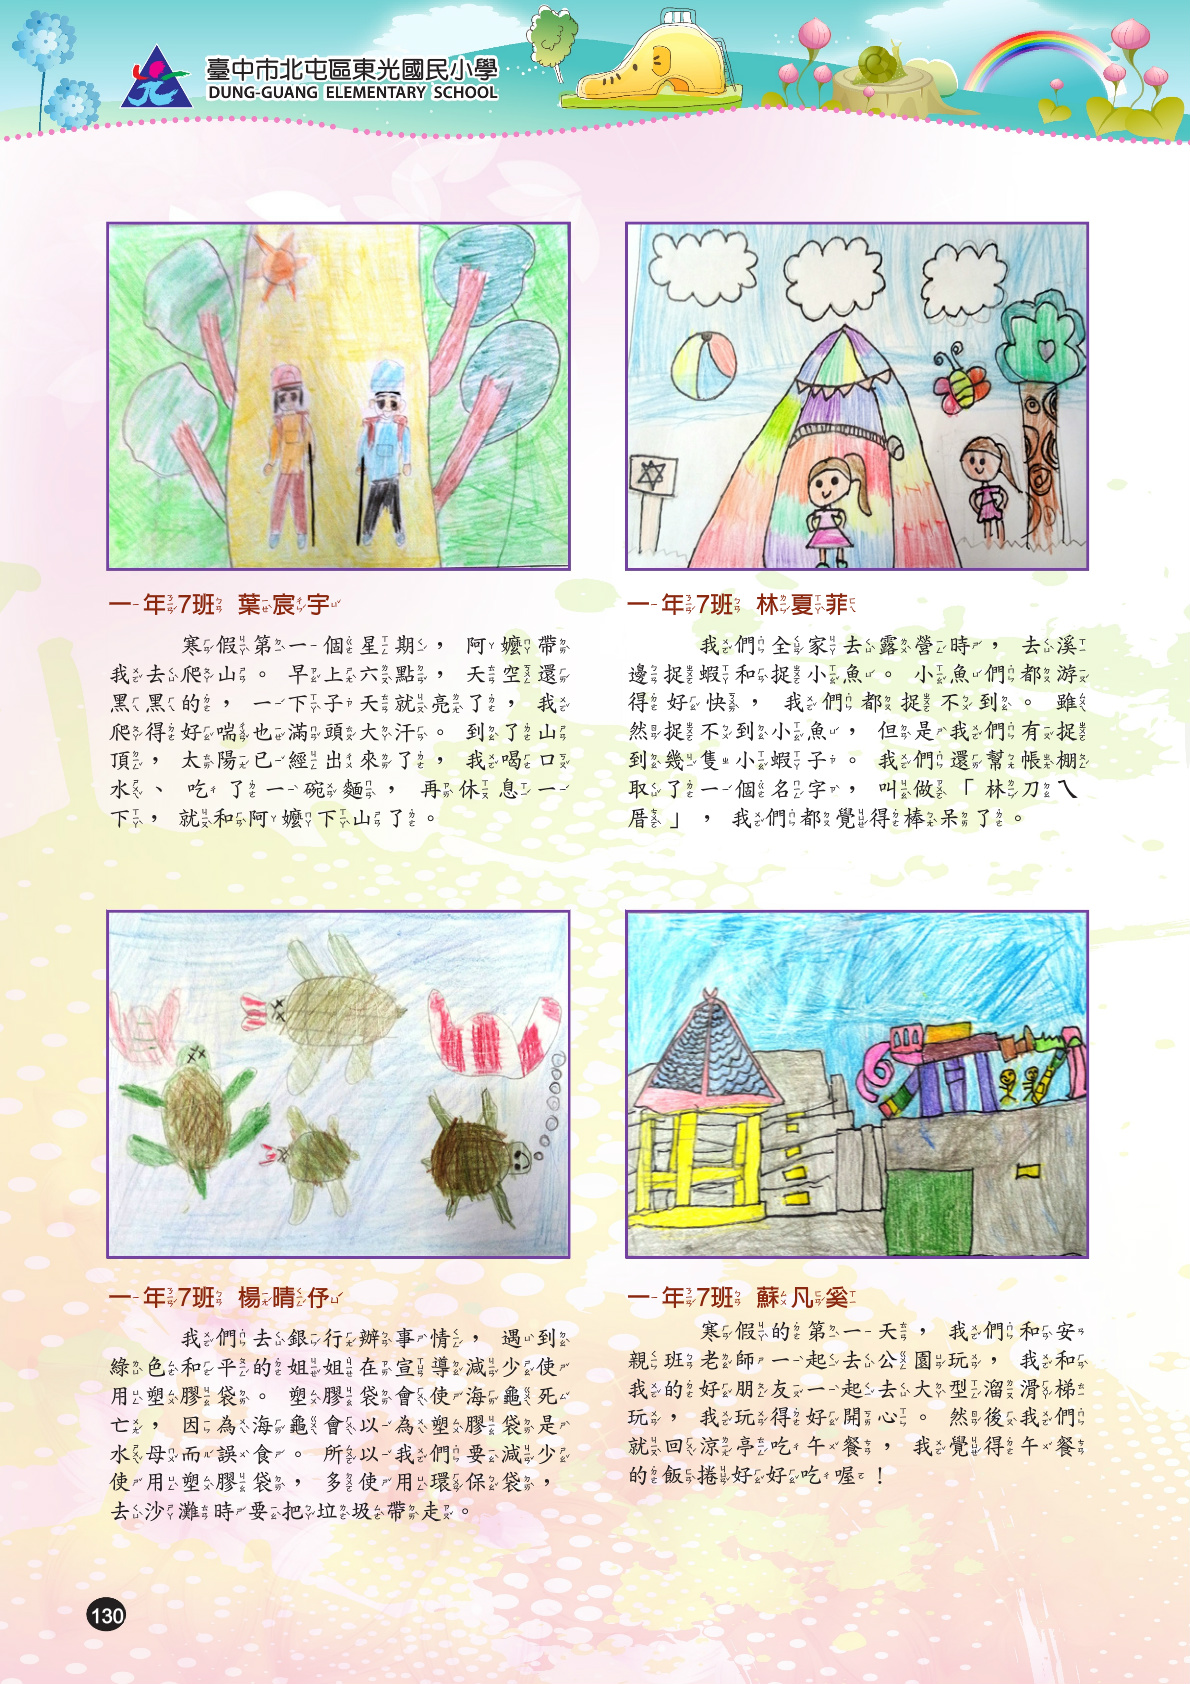 臺中市北屯區東光國民小學
DUNG-GUANG ELEMENTARY SCHOOL
一年7班 葉宸宇
寒假第一個星期，阿嬤帶
我去爬山。早上六點，天空還
黑黑的，一下子天就亮了，我
爬得好喘也滿頭大汗。到了山
頂，太陽已經出來了，我喝口
水、吃了一碗麵，再休息一
下，就和阿嬤下山了。
一年7班 林夏菲
我們全家去露營時，去溪
邊捉蝦和捉小魚。小魚們都游
得好快，我們都捉不到。雖
然捉不到小魚，但是我們有捉
到幾隻小蝦子。我們還幫帳棚
取了一個名字，叫做「林刀ㄟ
厝」，我們都覺得棒呆了。
一年7班 楊晴伃
我們去銀行辦事情，遇到
綠色和平的姐姐在宣導減少使
用塑膠袋。塑膠袋會使海龜死
亡，因為海龜會以為塑膠袋是
水母而誤食。所以我們要減少
使用塑膠袋，多使用環保袋，
去沙灘時要把垃圾帶走。
一年7班 蘇凡奚
寒假的第一天，我們和安
親班老師一起去公園玩，我和
我的好朋友一起去大型溜滑梯
玩，我玩得好開心。然後我們
就回涼亭吃午餐，我覺得午餐
的飯捲好好吃喔！
130